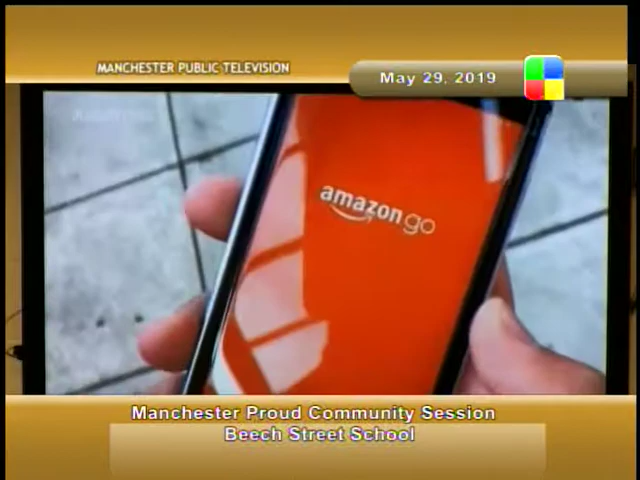 MANCHESTER PUBLIC TELEVISION
May 29, 2019
amazon go
Manchester Proud Community Session
Beech Street School